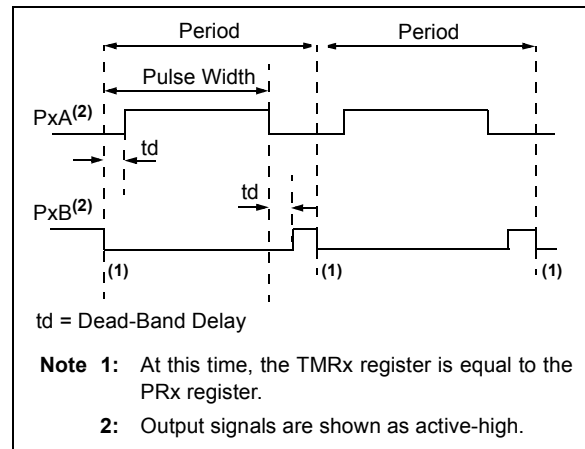 Period Period
Pulse Width
PxA(2)
td
td
PxB(2)
(1) (1) (1)
td = Dead-Band Delay
Note 1: At this time, the TMRx register is equal to the
PRx register.
2: Output signals are shown as active-high.